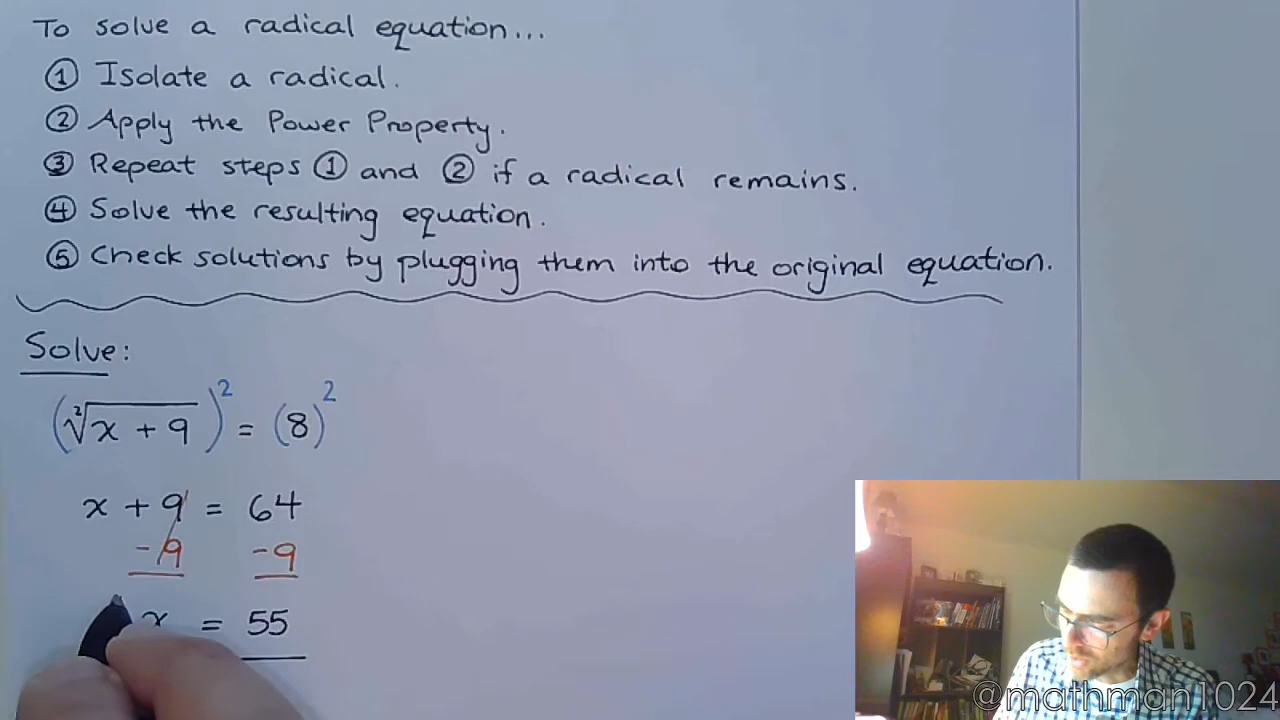 To solve a radical equation...
① Isolate a radical.
② Apply the Power Property.
③ Repeat steps ① and ② if a radical remains.
④ Solve the resulting equation.
⑤ Check solutions by plugging them into the original equation.
Solve:
(²√x + 9)² = (8)²
x + 9 = 64
-9 -9
x = 55
@mathman1024